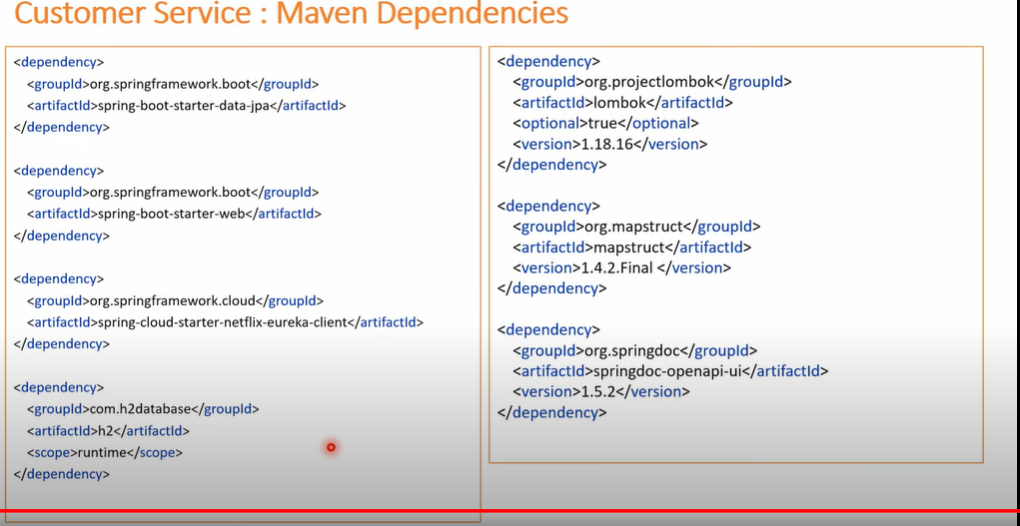 Customer Service : Maven Dependencies
<dependency>
<groupId>org.springframework.boot</groupId>
<artifactId>spring-boot-starter-data-jpa</artifactId>
</dependency>
<dependency>
<groupId>org.springframework.boot</groupId>
<artifactId>spring-boot-starter-web</artifactId>
</dependency>
<dependency>
<groupId>org.springframework.cloud</groupId>
<artifactId>spring-cloud-starter-netflix-eureka-client</artifactId>
</dependency>
<dependency>
<groupId>com.h2database</groupId>
<artifactId>h2</artifactId>
<scope>runtime</scope>
</dependency>
<dependency>
<groupId>org.projectlombok</groupId>
<artifactId>lombok</artifactId>
<optional>true</optional>
<version>1.18.16</version>
</dependency>
<dependency>
<groupId>org.mapstruct</groupId>
<artifactId>mapstruct</artifactId>
<version>1.4.2.Final </version>
</dependency>
<dependency>
<groupId>org.springdoc</groupId>
<artifactId>springdoc-openapi-ui</artifactId>
<version>1.5.2</version>
</dependency>